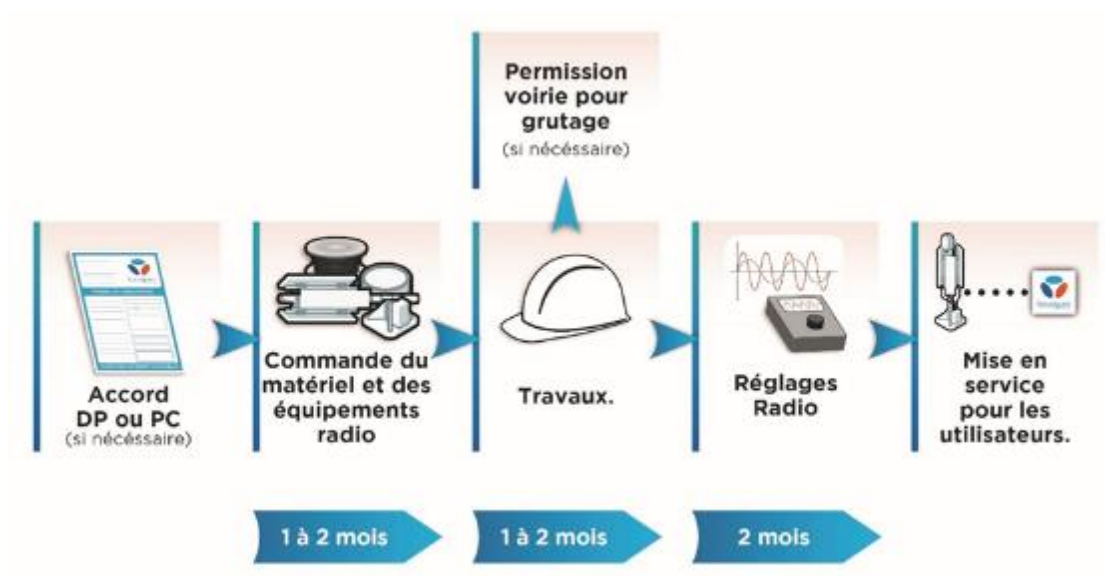 Permission
voirie pour
grutage
(si nécéssaire)
Accord
DP ou PC
(si nécéssaire)
Commande du
matériel et des
équipements
radio
Travaux.
Réglages
Radio
Mise en
service
pour les
utilisateurs.
1 à 2 mois
1 à 2 mois
2 mois